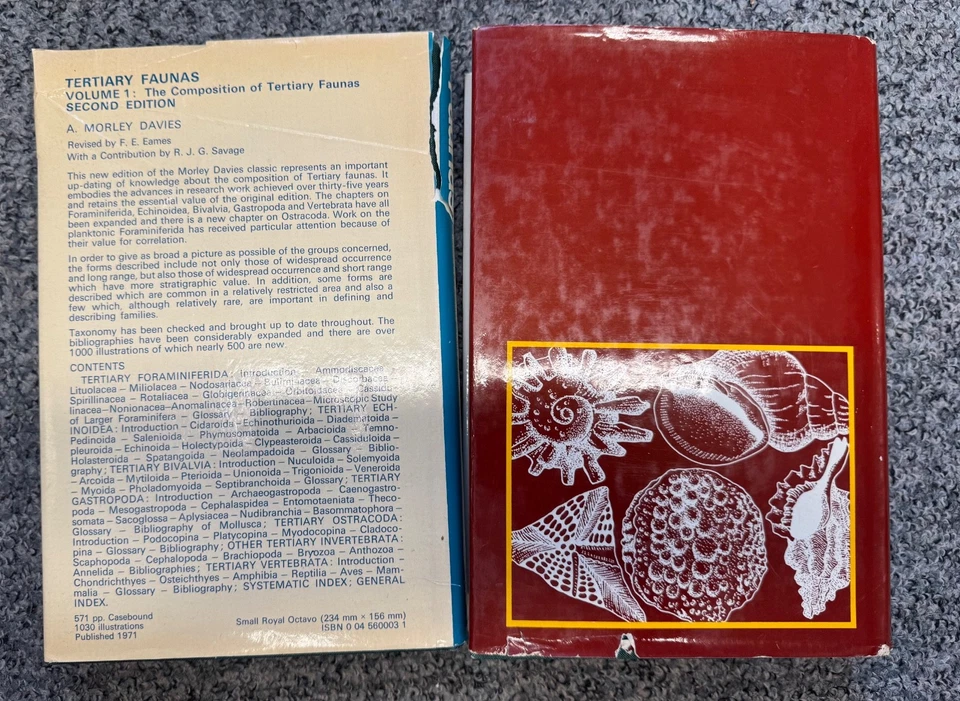 TERTIARY FAUNAS
VOLUME 1: The Composition of Tertiary Faunas
SECOND EDITION
A. MORLEY DAVIES
Revised by F. E. Eames
With a Contribution by R. J. G. Savage
This new edition of the Morley Davies classic represents an important
up-dating of knowledge about the composition of Tertiary faunas. It
embodies the advances in research work achieved over thirty-five years
and retains the essential value of the original edition. The chapters on
Foraminiferida, Echinoidea, Bivalvia, Gastropoda and Vertebrata have all
been expanded and there is a new chapter on Ostracoda. Work on the
planktonic Foraminiferida has received particular attention because of
their value for correlation.
In order to give as broad a picture as possible of the groups concerned,
the forms described include not only those of widespread occurrence
and long range, but also those of widespread occurrence and short range
which have more stratigraphic value. In addition, some forms are
described which are common in a relatively restricted area and also a
few which, although relatively rare, are important in defining and
describing families.
Taxonomy has been checked and brought up to date throughout. The
bibliographies have been considerably expanded and there are over
1000 illustrations of which nearly 500 are new.
CONTENTS
TERTIARY FORAMINIFERIDA: Introduction – Ammodiscacea –
Lituolacea – Miliolacea – Nodosariacea – Buliminacea – Discorbacea –
Spirillinacea – Rotaliacea – Globigerinacea – Orbitoidacea – Cassidu-
linacea–Nonionacea–Anomalinacea–Robertinacea–Microscopic Study
of Larger Foraminifera – Glossary – Bibliography; TERTIARY ECH-
INOIDEA: Introduction – Cidaroida – Echinothurioida – Diadematoida –
Pedinoida – Salenioida – Phymosomatoida – Arbacioida – Temno-
pleuroida – Echinoida – Holectypoida – Clypeasteroida – Cassiduloida –
Holasteroida – Spatangoida – Neolampadoida – Glossary – Biblio-
graphy; TERTIARY BIVALVIA: Introduction – Nuculoida – Solemyoida
– Arcoida – Mytiloida – Pterioida – Unionoida – Trigonioida – Veneroida
– Myoida – Pholadomyoida – Septibranchoida – Glossary; TERTIARY
GASTROPODA: Introduction – Archaeogastropoda – Caenogastro-
poda – Mesogastropoda – Cephalaspidea – Entomotaeniata – Theco-
somata – Sacoglossa – Aplysiacea – Nudibranchia – Basommatophora –
Glossary – Bibliography of Mollusca; TERTIARY OSTRACODA:
Introduction – Podocopina – Platycopina – Myodocopina – Cladoco-
pina – Glossary – Bibliography; OTHER TERTIARY INVERTEBRATA:
Scaphopoda – Cephalopoda – Brachiopoda – Bryozoa – Anthozoa –
Annelida – Bibliographies; TERTIARY VERTEBRATA: Introduction –
Chondrichthyes – Osteichthyes – Amphibia – Reptilia – Aves – Mam-
malia – Glossary – Bibliography; SYSTEMATIC INDEX; GENERAL
INDEX.
571 pp. Casebound
1030 illustrations
Published 1971
Small Royal Octavo (234 mm × 156 mm)
ISBN 0 04 560003 1